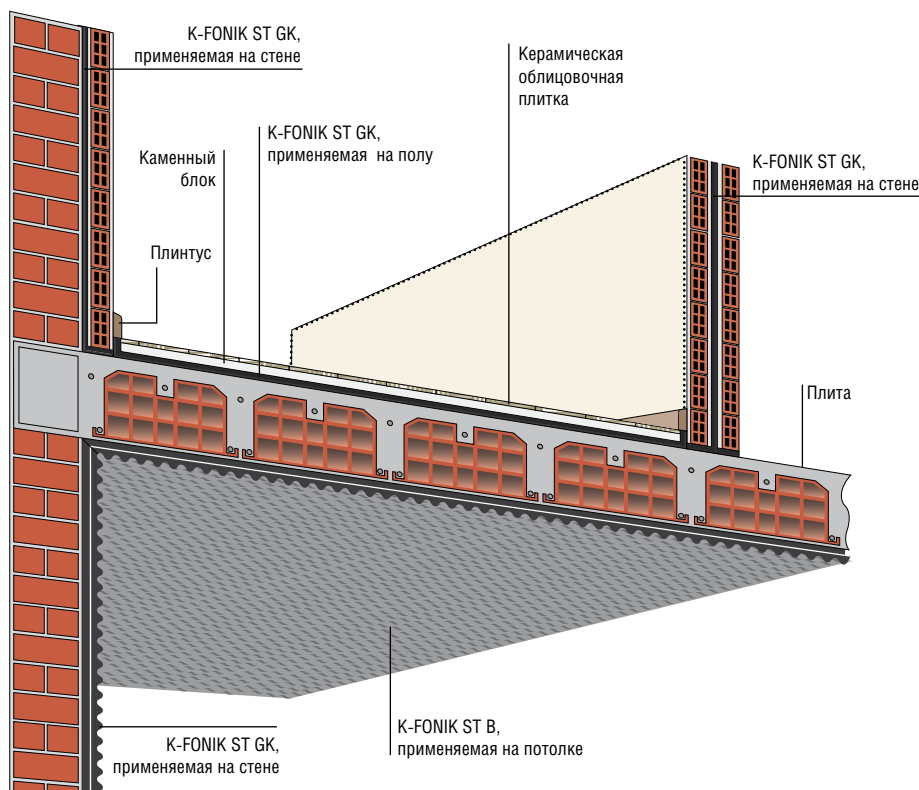 K-FONIK ST GK,
применяемая на стене
Керамическая
облицовочная
плитка
K-FONIK ST GK,
применяемая на полу
Каменный
блок
K-FONIK ST GK,
применяемая на стене
Плинтус
Плита
K-FONIK ST B,
применяемая на потолке
K-FONIK ST GK,
применяемая на стене